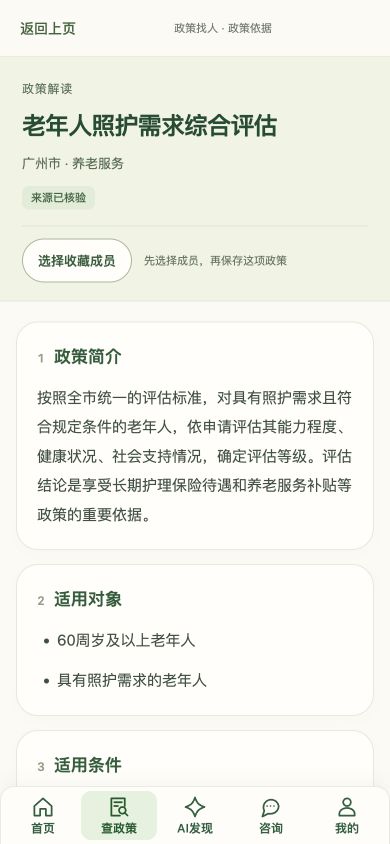 返回上页
政策找人 · 政策依据
政策解读
老年人照护需求综合评估
广州市 · 养老服务
来源已核验
选择收藏成员
先选择成员，再保存这项政策
1 政策简介
按照全市统一的评估标准，对具有照护需求且符
合规定条件的老年人，依申请评估其能力程度、
健康状况、社会支持情况，确定评估等级。评估
结论是享受长期护理保险待遇和养老服务补贴等
政策的重要依据。
2 适用对象
• 60周岁及以上老年人
• 具有照护需求的老年人
3 适用条件
首页
查政策
AI发现
咨询
我的